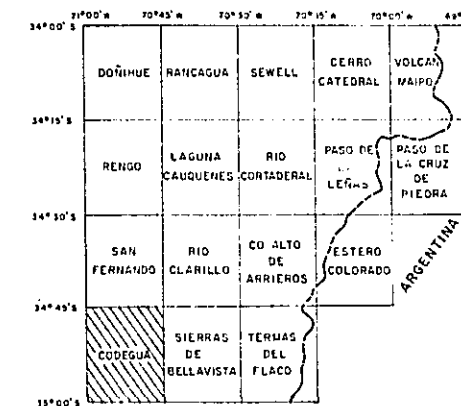 71°00'S 70°45'W 70°30'W 70°15'W 70°00'W
34°00'S
DOÑIHUE
RANCAGUA
SEWELL
CERRO
CATEDRAL
VOLCAN
MAIPO
34°15'S
RENGO
LAGUNA
CAUQUENES
RIO
CORTADERAL
PASO DE
LEÑAS
PASO DE
LA CRUZ
DE
PIEDRA
34°30'S
SAN
FERNANDO
RIO
CLARILLO
CO ALTO
DE
ARRIEROS
ESTERO
COLORADO
ARGENTINA
34°45'S
CODEGUA
SIERRAS
DE
BELLAVISTA
TERMAS
DEL
FLACO
35°00'S